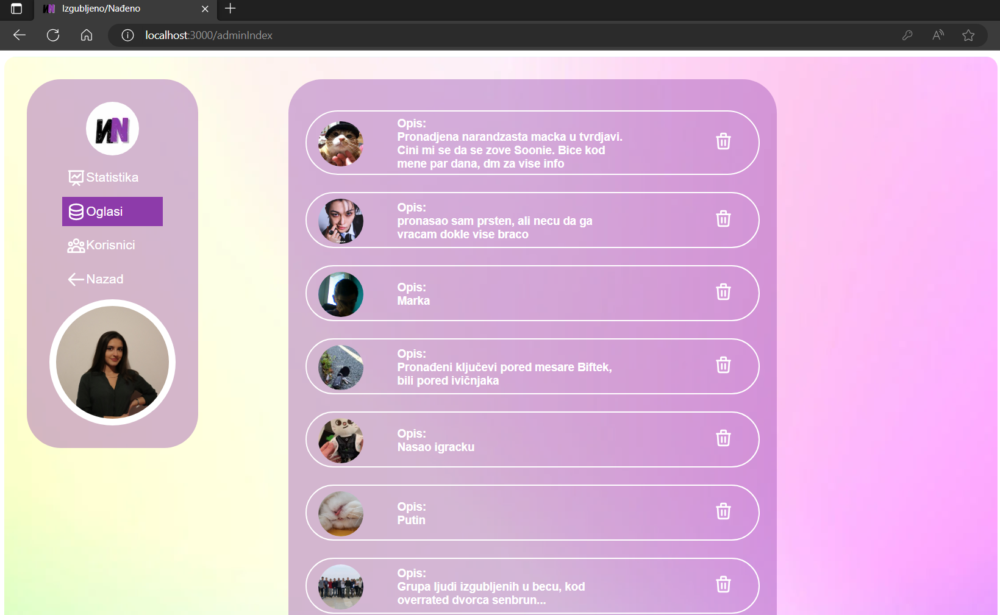 Izgubljeno/Nađeno
localhost:3000/adminIndex
ИN
Statistika
Oglasi
Korisnici
Nazad
Opis:
Pronadjena narandzasta macka u tvrdjavi.
Cini mi se da se zove Soonie. Bice kod
mene par dana, dm za vise info
Opis:
pronasao sam prsten, ali necu da ga
vracam dokle vise braco
Opis:
Marka
Opis:
Pronađeni ključevi pored mesare Biftek,
bili pored ivičnjaka
Opis:
Nasao igracku
Opis:
Putin
Opis:
Grupa ljudi izgubljenih u becu, kod
overrated dvorca senbrun...